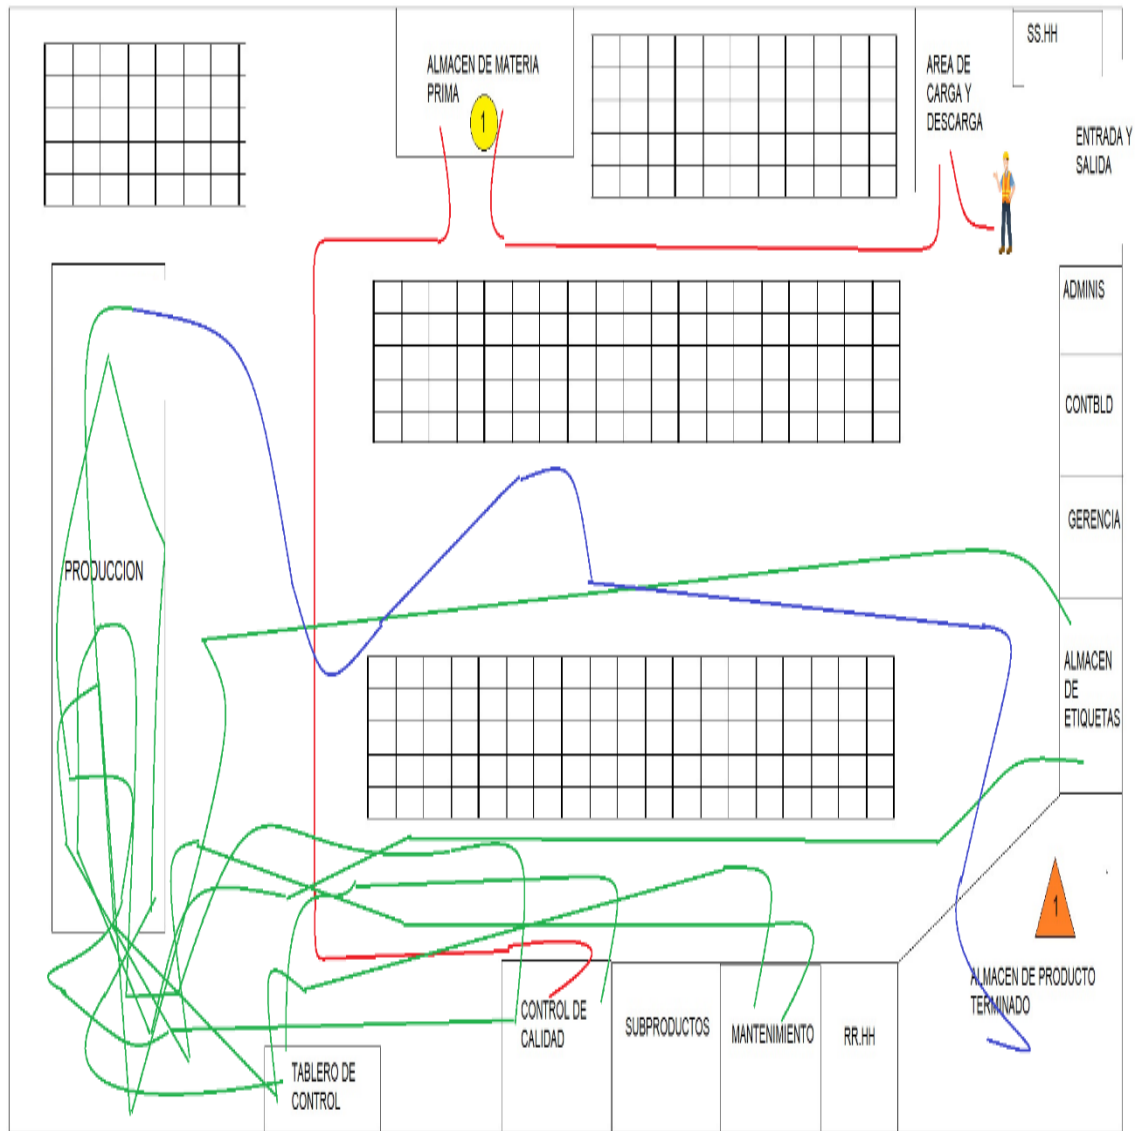 SS.HH
ALMACEN DE MATERIA
PRIMA
1
AREA DE
CARGA Y
DESCARGA
ENTRADA Y
SALIDA
ADMINIS
CONTBLD
GERENCIA
PRODUCCION
ALMACEN
DE
ETIQUETAS
1
ALMACEN DE PRODUCTO
TERMINADO
CONTROL DE
CALIDAD
SUBPRODUCTOS
MANTENIMIENTO
RR.HH
TABLERO DE
CONTROL